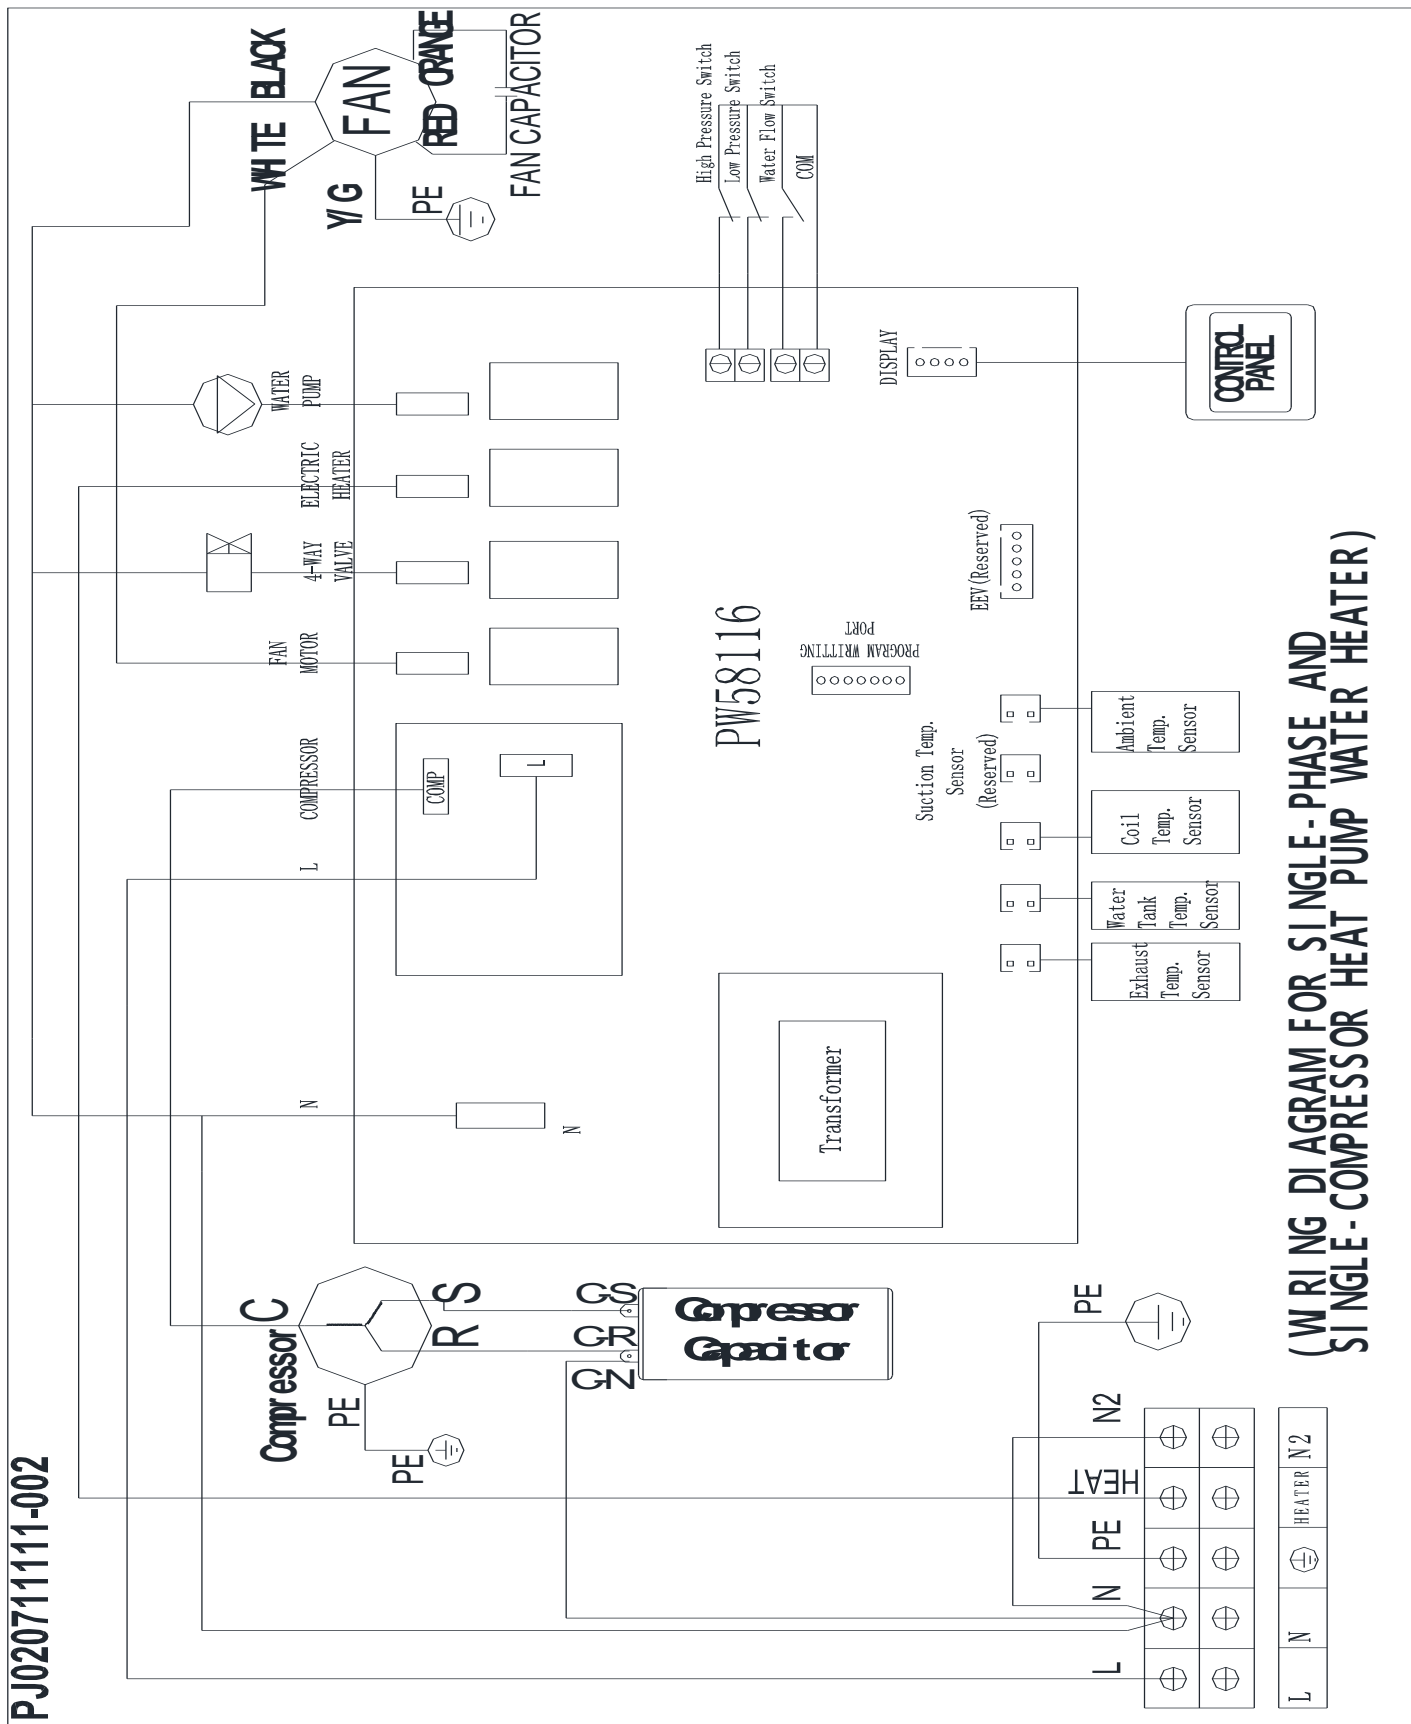 PJ020711111-002
WHITE
BLACK
FAN
RED
ORANGE
FAN CAPACITOR
Y/G
PE
High Pressure Switch
Low Pressure Switch
Water Flow Switch
COM
WATER
PUMP
ELECTRIC
HEATER
4-WAY
VALVE
FAN
MOTOR
COMPRESSOR
COMP
L
L
N
N
DISPLAY
CONTROL
PANEL
EEV(Reserved)
PROGRAM WRITTING
PORT
PW58116
Suction Temp.
Sensor
(Reserved)
Ambient
Temp.
Sensor
Coil
Temp.
Sensor
Water
Tank
Temp.
Sensor
Exhaust
Temp.
Sensor
Transformer
Compressor
C
R
S
PE
PE
CS
CR
CN
Compressor
Capacitor
PE
L
N
PE
HEAT
N2
L
N
HEATER
N2
(WIRING DIAGRAM FOR SINGLE-PHASE AND
SINGLE-COMPRESSOR HEAT PUMP WATER HEATER)